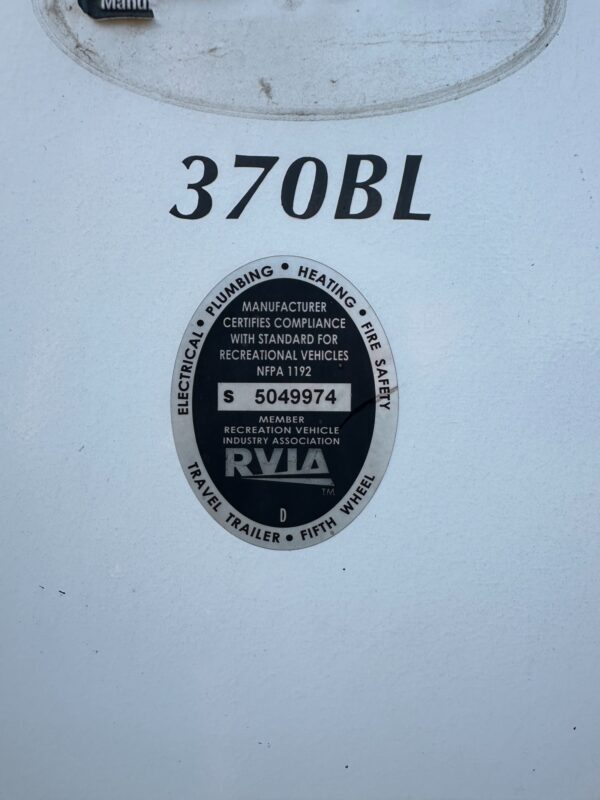 Manu
370BL
ELECTRICAL • PLUMBING • HEATING • FIRE SAFETY
MANUFACTURER
CERTIFIES COMPLIANCE
WITH STANDARD FOR
RECREATIONAL VEHICLES
NFPA 1192
S 5049974
MEMBER
RECREATION VEHICLE
INDUSTRY ASSOCIATION
RVIA
TM
D
TRAVEL TRAILER • FIFTH WHEEL